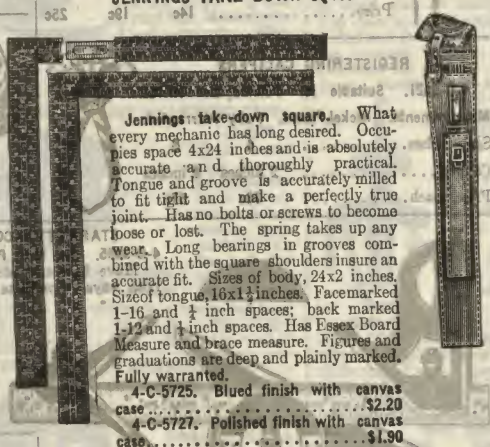 JENNINGS TAKE-DOWN SQUA
Jennings take-down square. What
every mechanic has long desired. Occu-
pies space 4x24 inches and is absolutely
accurate and thoroughly practical.
Tongue and groove is accurately milled
to fit tight and make a perfectly true
joint. Has no bolts or screws to become
loose or lost. The spring takes up any
wear. Long bearings in grooves com-
bined with the square shoulders insure an
accurate fit. Sizes of body, 24x2 inches.
Size of tongue, 16x1½ inches. Face marked
1-16 and ¼ inch spaces; back marked
1-12 and ¼ inch spaces. Has Essex Board
Measure and brace measure. Figures and
graduations are deep and plainly marked.
Fully warranted.
4-C-5725. Blued finish with canvas
case..................$2.20
4-C-5727. Polished finish with canvas
case..................$1.90